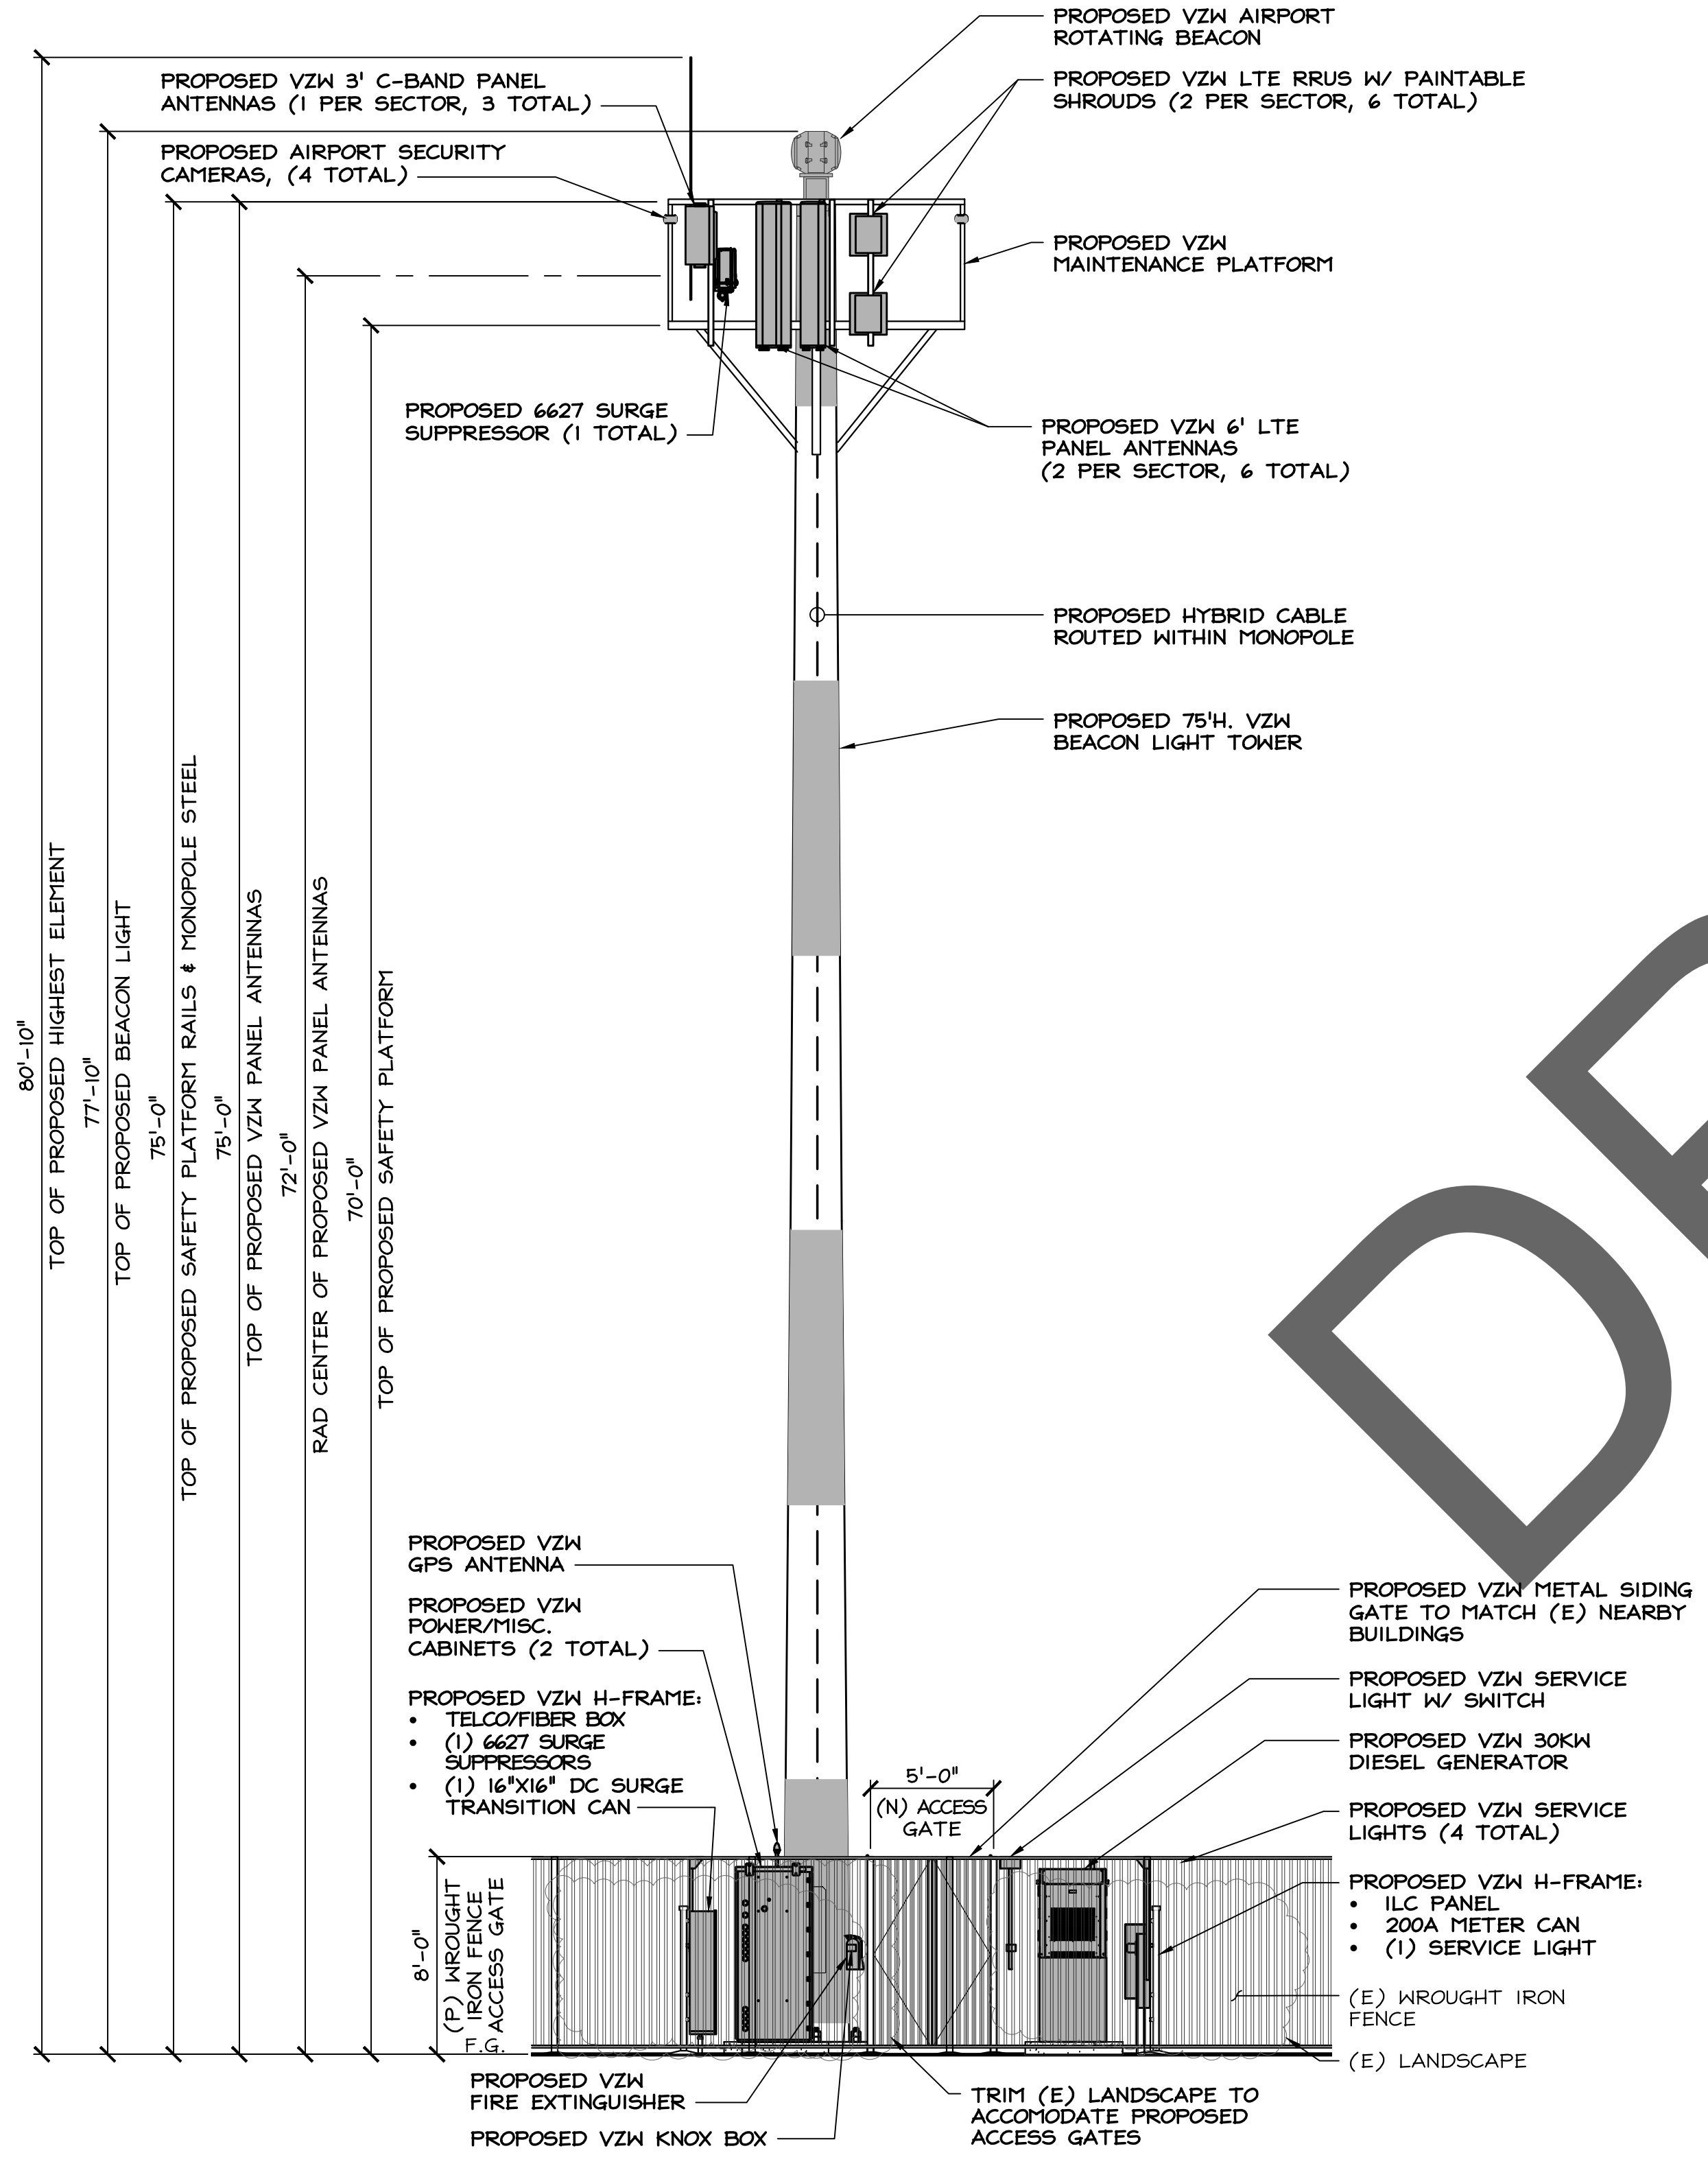 PROPOSED VZW AIRPORT
ROTATING BEACON
PROPOSED VZW 3' C-BAND PANEL
ANTENNAS (1 PER SECTOR, 3 TOTAL)
PROPOSED VZW LTE RRUS W/ PAINTABLE
SHROUDS (2 PER SECTOR, 6 TOTAL)
PROPOSED AIRPORT SECURITY
CAMERAS, (4 TOTAL)
PROPOSED VZW
MAINTENANCE PLATFORM
PROPOSED 6627 SURGE
SUPPRESSOR (1 TOTAL)
PROPOSED VZW 6' LTE
PANEL ANTENNAS
(2 PER SECTOR, 6 TOTAL)
PROPOSED HYBRID CABLE
ROUTED WITHIN MONOPOLE
PROPOSED 75'H. VZW
BEACON LIGHT TOWER
80'-10"
TOP OF PROPOSED HIGHEST ELEMENT
77'-10"
TOP OF PROPOSED BEACON LIGHT
75'-0"
TOP OF PROPOSED SAFETY PLATFORM RAILS & MONOPOLE STEEL
75'-0"
TOP OF PROPOSED VZW PANEL ANTENNAS
72'-0"
RAD CENTER OF PROPOSED VZW PANEL ANTENNAS
70'-0"
TOP OF PROPOSED SAFETY PLATFORM
PROPOSED VZW
GPS ANTENNA
PROPOSED VZW
POWER/MISC.
CABINETS (2 TOTAL)
PROPOSED VZW H-FRAME:
• TELCO/FIBER BOX
• (1) 6627 SURGE
SUPPRESSORS
• (1) 16"X16" DC SURGE
TRANSITION CAN
5'-0"
(N) ACCESS
GATE
PROPOSED VZW METAL SIDING
GATE TO MATCH (E) NEARBY
BUILDINGS
PROPOSED VZW SERVICE
LIGHT W/ SWITCH
PROPOSED VZW 30KW
DIESEL GENERATOR
PROPOSED VZW SERVICE
LIGHTS (4 TOTAL)
PROPOSED VZW H-FRAME:
• ILC PANEL
• 200A METER CAN
• (1) SERVICE LIGHT
(E) WROUGHT IRON
FENCE
(E) LANDSCAPE
8'-0"
(P) WROUGHT
IRON FENCE
ACCESS GATE
F.G.
PROPOSED VZW
FIRE EXTINGUISHER
PROPOSED VZW KNOX BOX
TRIM (E) LANDSCAPE TO
ACCOMODATE PROPOSED
ACCESS GATES